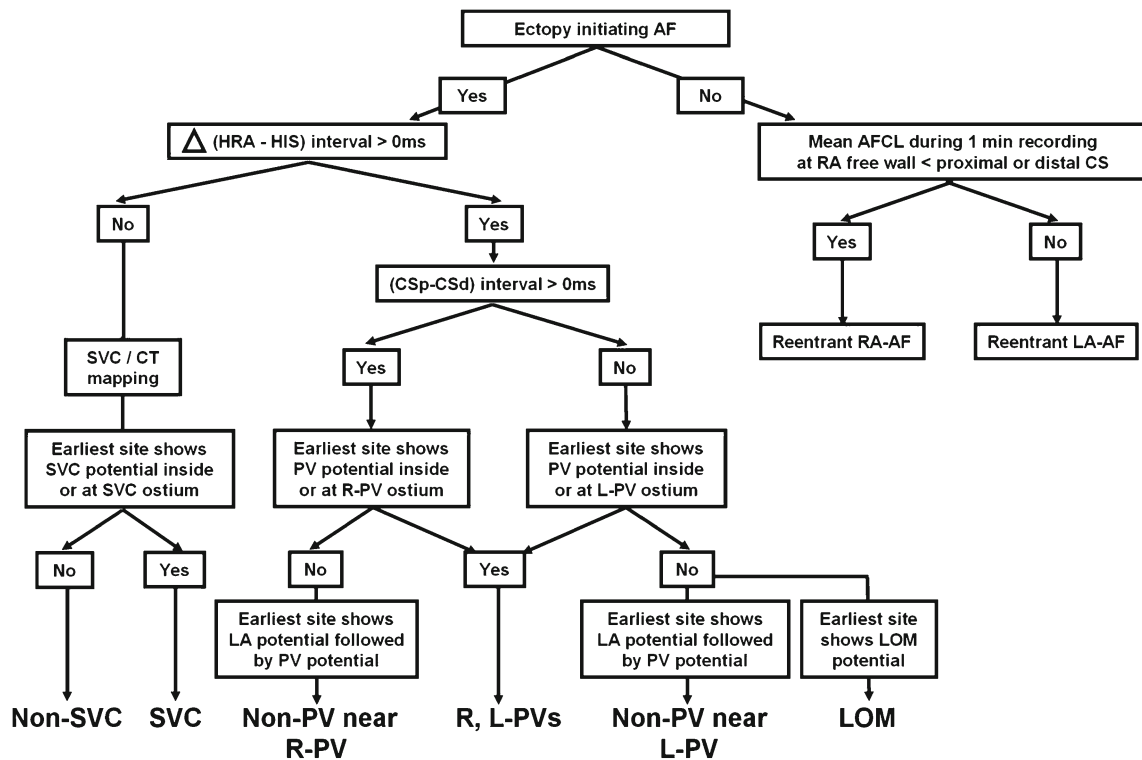 Ectopy initiating AF
Yes
No
△ (HRA - HIS) interval > 0ms
Mean AFCL during 1 min recording
at RA free wall < proximal or distal CS
No
Yes
Yes
No
(CSp-CSd) interval > 0ms
Reentrant RA-AF
Reentrant LA-AF
SVC / CT
mapping
Yes
No
Earliest site shows
SVC potential inside
or at SVC ostium
Earliest site shows
PV potential inside
or at R-PV ostium
Earliest site shows
PV potential inside
or at L-PV ostium
No
Yes
No
Yes
No
Earliest site shows
LA potential followed
by PV potential
Earliest site shows
LA potential followed
by PV potential
Earliest site
shows LOM
potential
Non-SVC
SVC
Non-PV near
R-PV
R, L-PVs
Non-PV near
L-PV
LOM